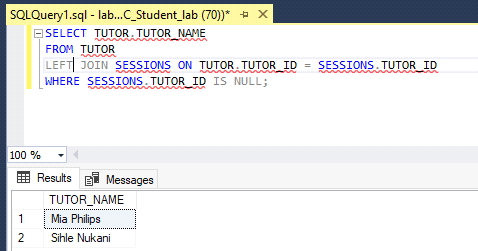 SQLQuery1.sql - lab...C_Student_lab (70))*
SELECT TUTOR.TUTOR_NAME
FROM TUTOR
LEFT JOIN SESSIONS ON TUTOR.TUTOR_ID = SESSIONS.TUTOR_ID
WHERE SESSIONS.TUTOR_ID IS NULL;
100 %
Results Messages
TUTOR_NAME
1 Mia Philips
2 Sihle Nukani